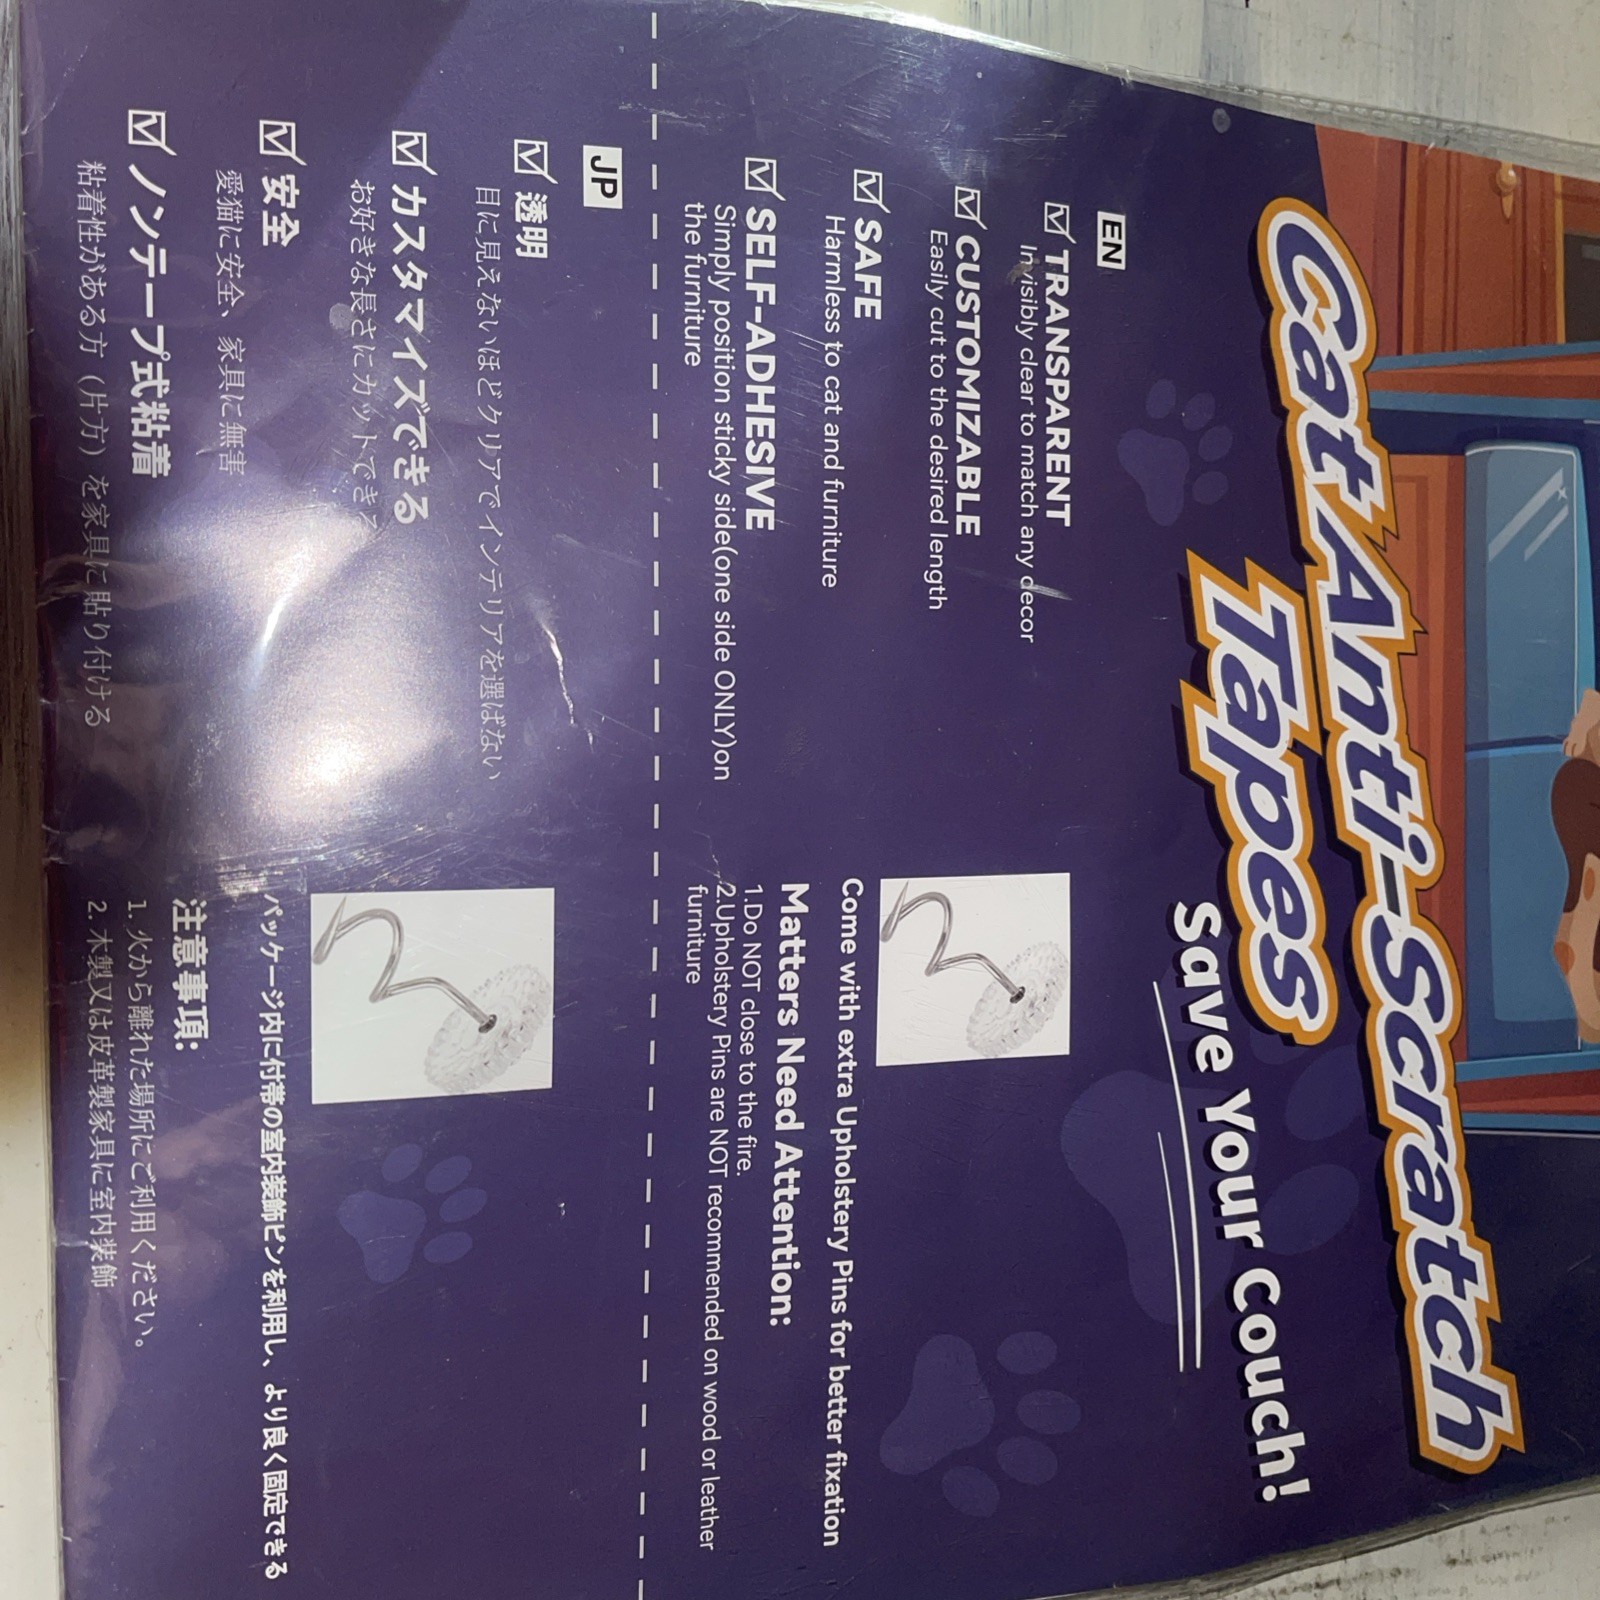 Cat Anti-Scratch
Tapes
Save Your Couch!
EN
TRANSPARENT
Invisibly clear to match any decor
CUSTOMIZABLE
Easily cut to the desired length
SAFE
Harmless to cat and furniture
SELF-ADHESIVE
Simply position sticky side(one side ONLY)on
the furniture
Come with extra Upholstery Pins for better fixation
Matters Need Attention:
1.Do NOT close to the fire.
2.Upholstery Pins are NOT recommended on wood or leather
furniture
JP
透明
目に見えないほどクリアでインテリアを選ばない
カスタマイズできる
お好きな長さにカットできる
安全
愛猫に安全、家具に無害
ノンテープ式粘着
粘着性がある方（片方）を家具に貼り付ける
パッケージ内に付帯の室内装飾ピンを利用し、より良く固定できる
注意事項:
1. 火から離れた場所にご利用ください。
2. 木製又は皮革製家具に室内装飾